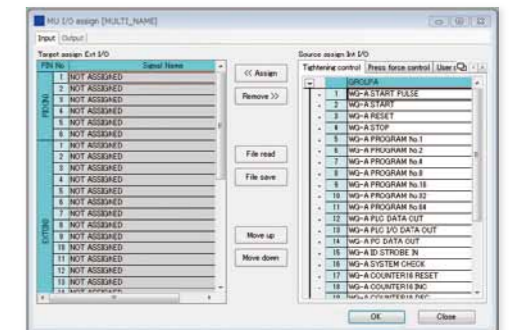 MU I/O assign [MULTI_NAME]
Input Output
Target assign Ext I/O
PIN No Signal Name
1 NOT ASSIGNED
2 NOT ASSIGNED
3 NOT ASSIGNED
4 NOT ASSIGNED
5 NOT ASSIGNED
6 NOT ASSIGNED
1 NOT ASSIGNED
2 NOT ASSIGNED
3 NOT ASSIGNED
4 NOT ASSIGNED
5 NOT ASSIGNED
6 NOT ASSIGNED
7 NOT ASSIGNED
8 NOT ASSIGNED
9 NOT ASSIGNED
10 NOT ASSIGNED
11 NOT ASSIGNED
12 NOT ASSIGNED
13 NOT ASSIGNED
<< Assign
Remove >>
File read
File save
Move up
Move down
Source assign Int I/O
Tightening control Press force control User
GROUPA
1 WG-A START PULSE
2 WG-A START
3 WG-A RESET
4 WG-A STOP
5 WG-A PROGRAM No.1
6 WG-A PROGRAM No.2
7 WG-A PROGRAM No.4
8 WG-A PROGRAM No.8
9 WG-A PROGRAM No.16
10 WG-A PROGRAM No.32
11 WG-A PROGRAM No.64
12 WG-A PLC DATA OUT
13 WG-A PLC I/O DATA OUT
14 WG-A PC DATA OUT
15 WG-A ID STROBE IN
16 WG-A SYSTEM CHECK
17 WG-A COUNTER16 RESET
18 WG-A COUNTER16 INC
19 WG-A COUNTER16 DEC
OK Close